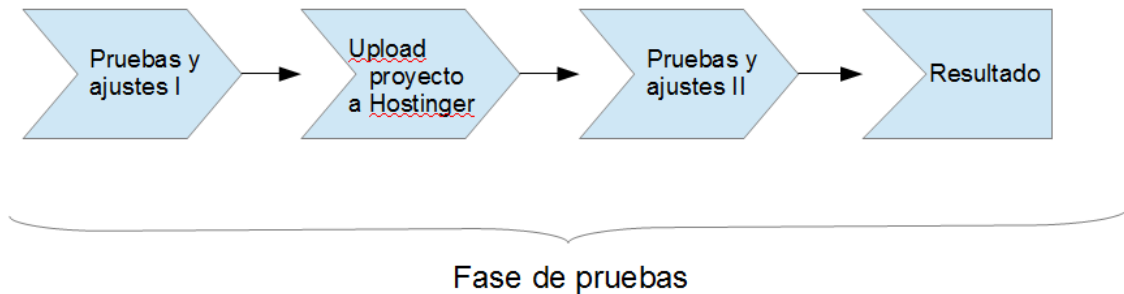 Pruebas y
ajustes I
Upload
proyecto
a Hostinger
Pruebas y
ajustes II
Resultado
Fase de pruebas